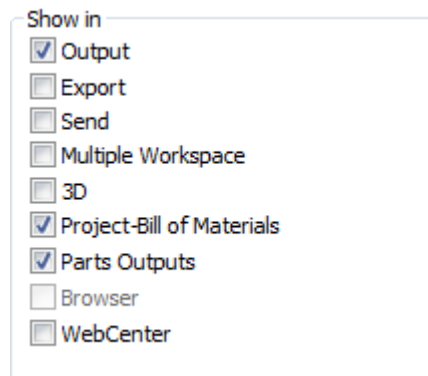 Show in
Output
Export
Send
Multiple Workspace
3D
Project-Bill of Materials
Parts Outputs
Browser
WebCenter